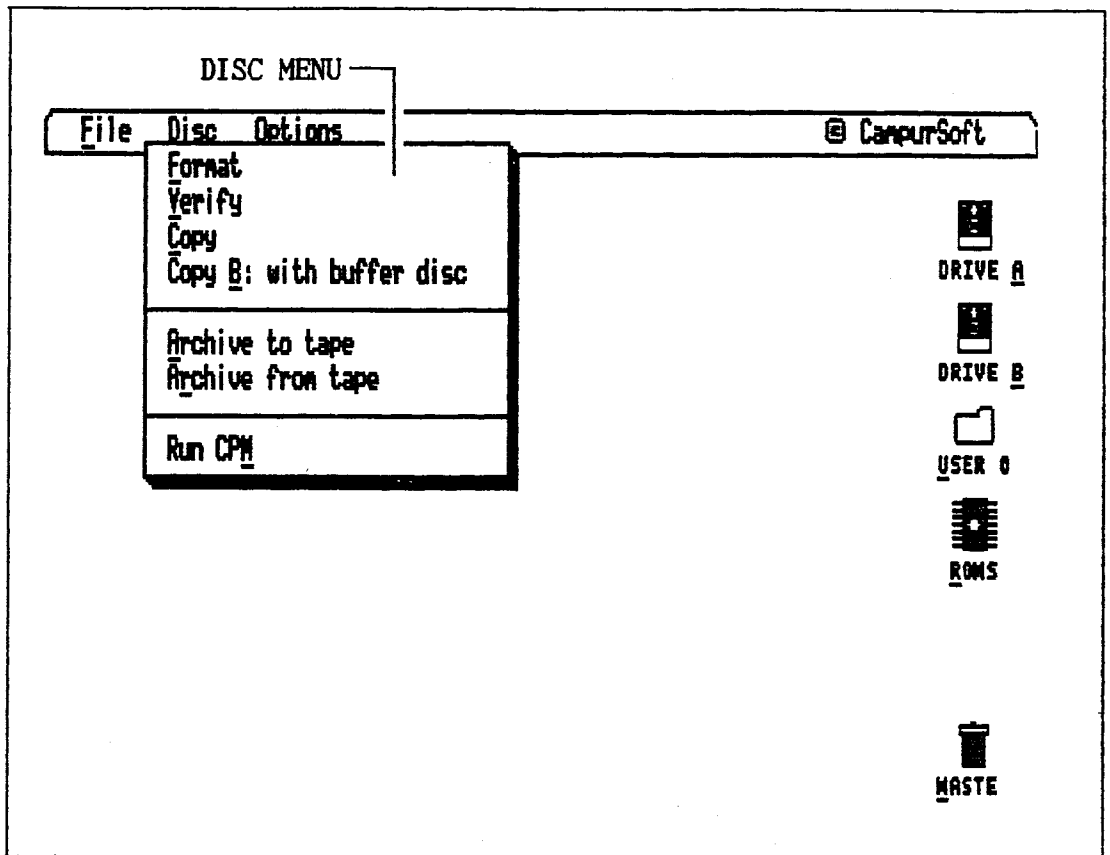 DISC MENU
File Disc Options © CampurSoft
Format
Verify
Copy
Copy B: with buffer disc
Archive to tape
Archive from tape
Run CPM
DRIVE A
DRIVE B
USER 0
ROMS
WASTE